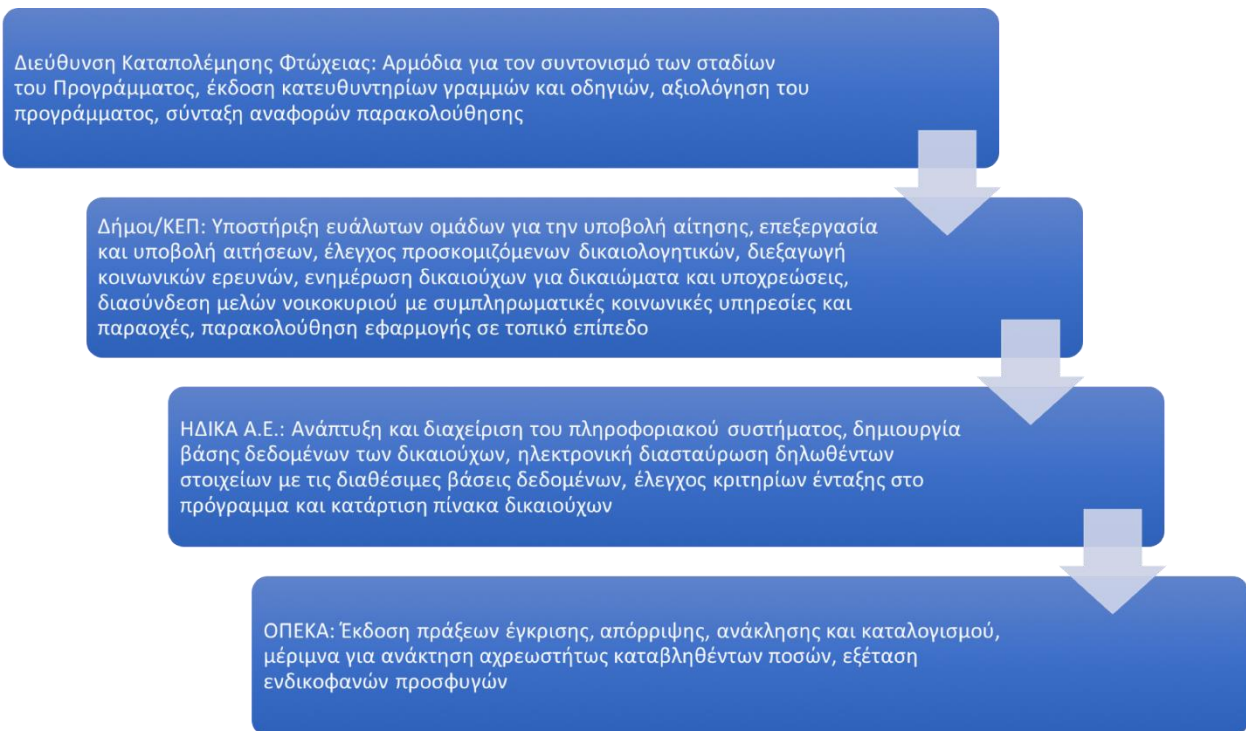 Διεύθυνση Καταπολέμησης Φτώχειας: Αρμόδια για τον συντονισμό των σταδίων
του Προγράμματος, έκδοση κατευθυντηρίων γραμμών και οδηγιών, αξιολόγηση του
προγράμματος, σύνταξη αναφορών παρακολούθησης
Δήμοι/ΚΕΠ: Υποστήριξη ευάλωτων ομάδων για την υποβολή αίτησης, επεξεργασία
και υποβολή αιτήσεων, έλεγχος προσκομιζόμενων δικαιολογητικών, διεξαγωγή
κοινωνικών ερευνών, ενημέρωση δικαιούχων για δικαιώματα και υποχρεώσεις,
διασύνδεση μελών νοικοκυριού με συμπληρωματικές κοινωνικές υπηρεσίες και
παραοχές, παρακολούθηση εφαρμογής σε τοπικό επίπεδο
ΗΔΙΚΑ Α.Ε.: Ανάπτυξη και διαχείριση του πληροφοριακού συστήματος, δημιουργία
βάσης δεδομένων των δικαιούχων, ηλεκτρονική διασταύρωση δηλωθέντων
στοιχείων με τις διαθέσιμες βάσεις δεδομένων, έλεγχος κριτηρίων ένταξης στο
πρόγραμμα και κατάρτιση πίνακα δικαιούχων
ΟΠΕΚΑ: Έκδοση πράξεων έγκρισης, απόρριψης, ανάκλησης και καταλογισμού,
μέριμνα για ανάκτηση αχρεωστήτως καταβληθέντων ποσών, εξέταση
ενδικοφανών προσφυγών